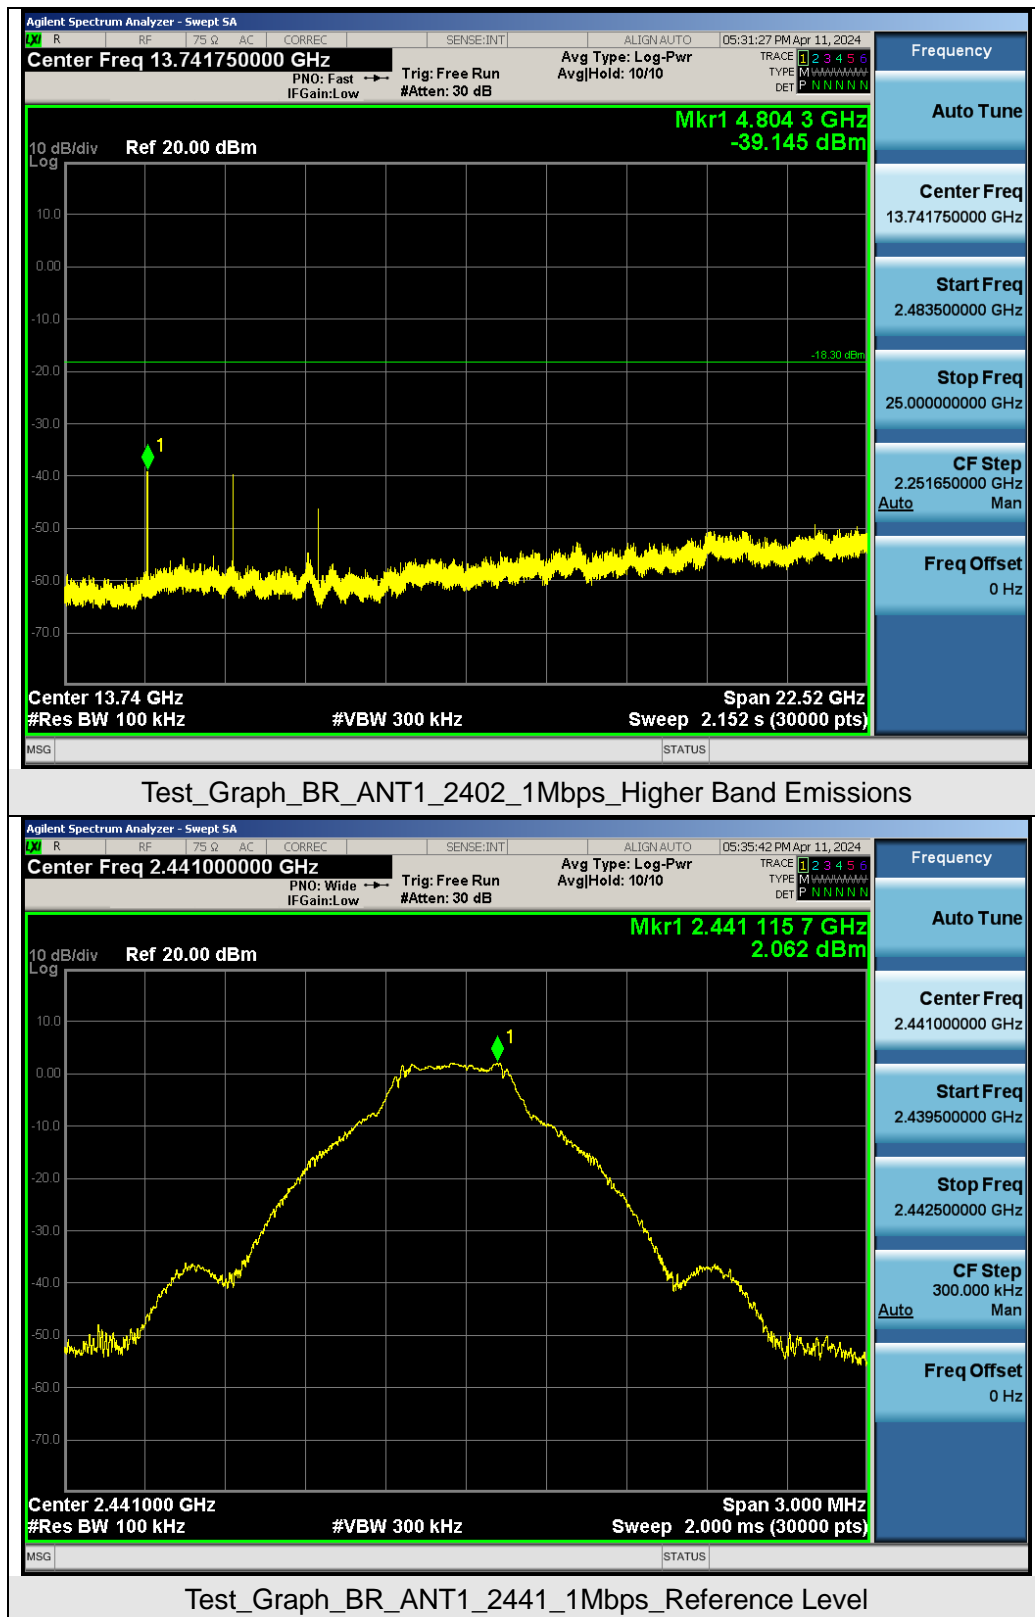 Agilent Spectrum Analyzer - Swept SA
LXI R RF 75 Ω AC CORREC SENSE:INT ALIGN AUTO 05:31:27 PM Apr 11, 2024
Center Freq 13.741750000 GHz
PNO: Fast
IFGain:Low
Trig: Free Run
#Atten: 30 dB
Avg Type: Log-Pwr
Avg|Hold: 10/10
TRACE 1 2 3 4 5 6
TYPE M WWWWW
DET P N N N N N
Mkr1 4.804 3 GHz
-39.145 dBm
10 dB/div Ref 20.00 dBm
Log
10.0
0.00
-10.0
-18.30 dBm
-20.0
-30.0
1
-40.0
-50.0
-60.0
-70.0
Center 13.74 GHz Span 22.52 GHz
#Res BW 100 kHz #VBW 300 kHz Sweep 2.152 s (30000 pts)
MSG STATUS
Frequency
Auto Tune
Center Freq
13.741750000 GHz
Start Freq
2.483500000 GHz
Stop Freq
25.000000000 GHz
CF Step
2.251650000 GHz
Auto Man
Freq Offset
0 Hz
Test_Graph_BR_ANT1_2402_1Mbps_Higher Band Emissions
Agilent Spectrum Analyzer - Swept SA
LXI R RF 75 Ω AC CORREC SENSE:INT ALIGN AUTO 05:35:42 PM Apr 11, 2024
Center Freq 2.441000000 GHz
PNO: Wide
IFGain:Low
Trig: Free Run
#Atten: 30 dB
Avg Type: Log-Pwr
Avg|Hold: 10/10
TRACE 1 2 3 4 5 6
TYPE M WWWWW
DET P N N N N N
Mkr1 2.441 115 7 GHz
2.062 dBm
10 dB/div Ref 20.00 dBm
Log
10.0
1
0.00
-10.0
-20.0
-30.0
-40.0
-50.0
-60.0
-70.0
Center 2.441000 GHz Span 3.000 MHz
#Res BW 100 kHz #VBW 300 kHz Sweep 2.000 ms (30000 pts)
MSG STATUS
Frequency
Auto Tune
Center Freq
2.441000000 GHz
Start Freq
2.439500000 GHz
Stop Freq
2.442500000 GHz
CF Step
300.000 kHz
Auto Man
Freq Offset
0 Hz
Test_Graph_BR_ANT1_2441_1Mbps_Reference Level